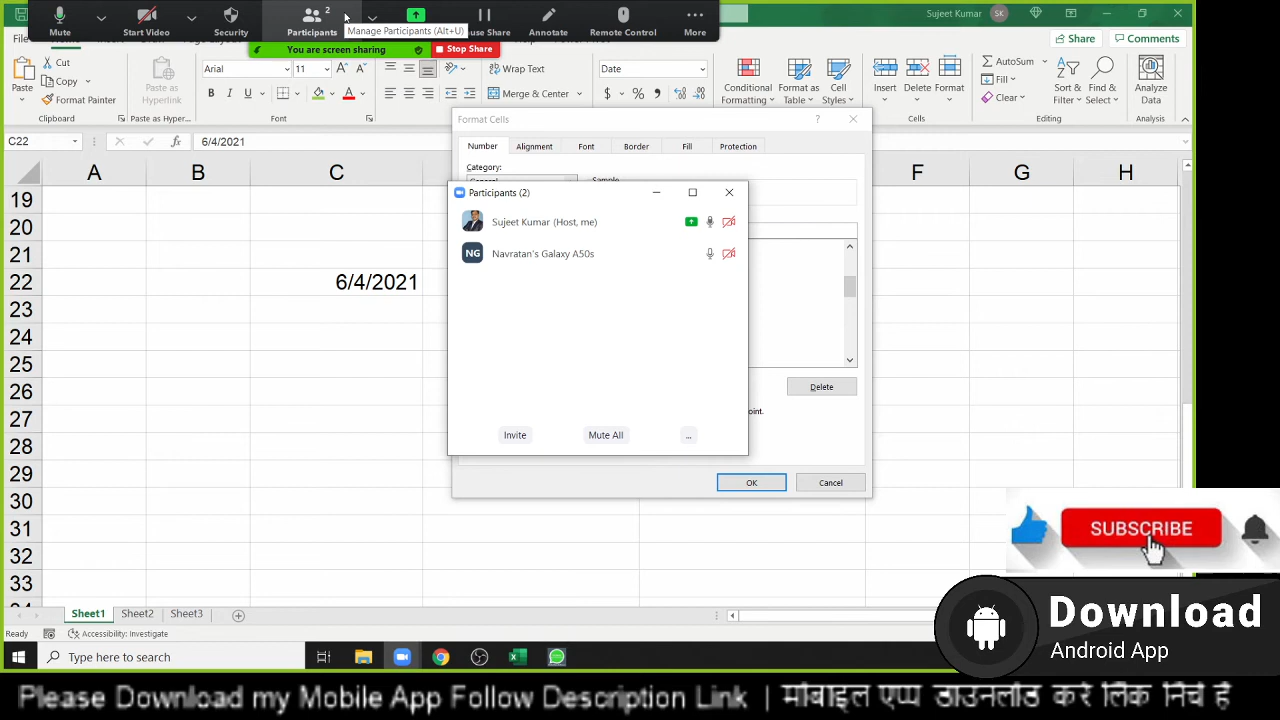 Sujeet Kumar SK
Mute
Start Video
Security
2
Participants
Manage Participants (Alt+U)
Pause Share
Annotate
Remote Control
More
You are screen sharing
Stop Share
Share
Comments
Paste
Cut
Copy
Format Painter
Clipboard
Paste as
Hyperlink
Paste as Hyper...
Arial
11
B I U
Font
Wrap Text
Merge & Center
Date
$ %
Conditional
Formatting
Format as
Table
Cell
Styles
Insert
Delete
Format
Cells
AutoSum
Fill
Clear
Sort &
Filter
Find &
Select
Editing
Analyze
Data
Analysis
C22
6/4/2021
A B C F G H
19
20
21
22
6/4/2021
23
24
25
26
27
28
29
30
31
32
33
Format Cells
Number
Alignment
Font
Border
Fill
Protection
Category:
Participants (2)
Sujeet Kumar (Host, me)
NG
Navratan's Galaxy A50s
Invite
Mute All
...
Delete
OK
Cancel
Sheet1
Sheet2
Sheet3
Ready
Accessibility: Investigate
Type here to search
SUBSCRIBE
Download
Android App
Please Download my Mobile App Follow Description Link | मोबाइल एप्प डाउनलोड करे लिंक निचे है